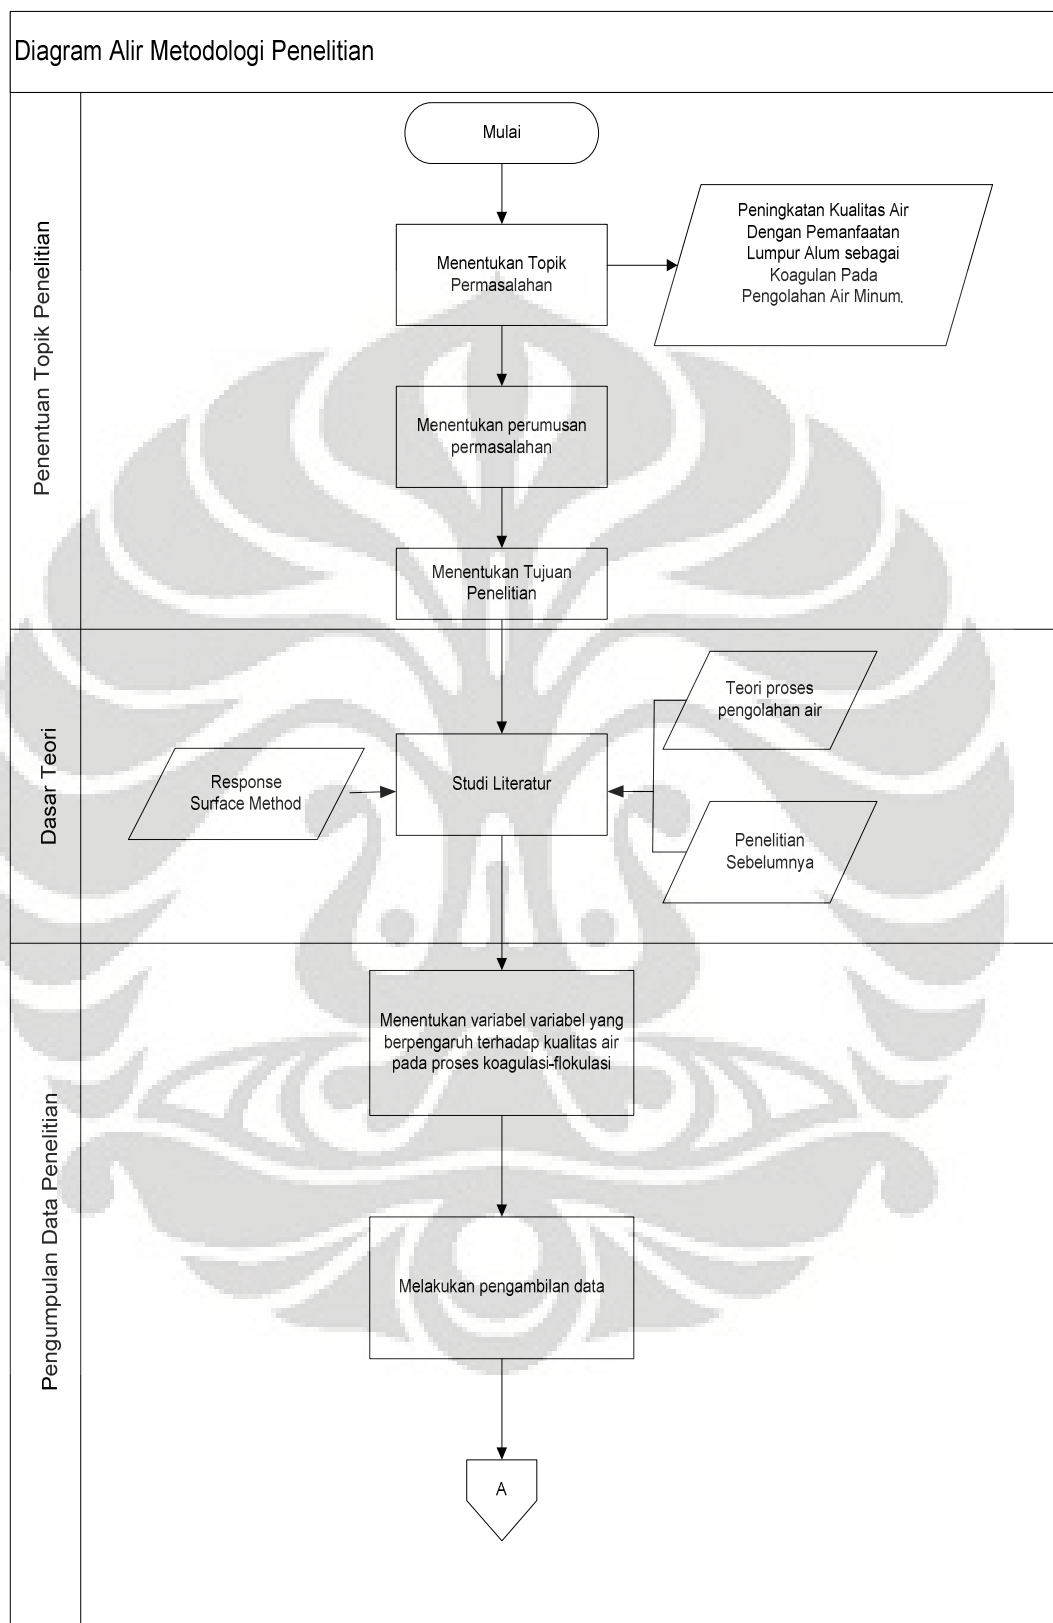 Diagram Alir Metodologi Penelitian
Penentuan Topik Penelitian
Mulai
Menentukan Topik
Permasalahan
Peningkatan Kualitas Air
Dengan Pemanfaatan
Lumpur Alum sebagai
Koagulan Pada
Pengolahan Air Minum.
Menentukan perumusan
permasalahan
Menentukan Tujuan
Penelitian
Dasar Teori
Teori proses
pengolahan air
Response
Surface Method
Studi Literatur
Penelitian
Sebelumnya
Pengumpulan Data Penelitian
Menentukan variabel variabel yang
berpengaruh terhadap kualitas air
pada proses koagulasi-flokulasi
Melakukan pengambilan data
A